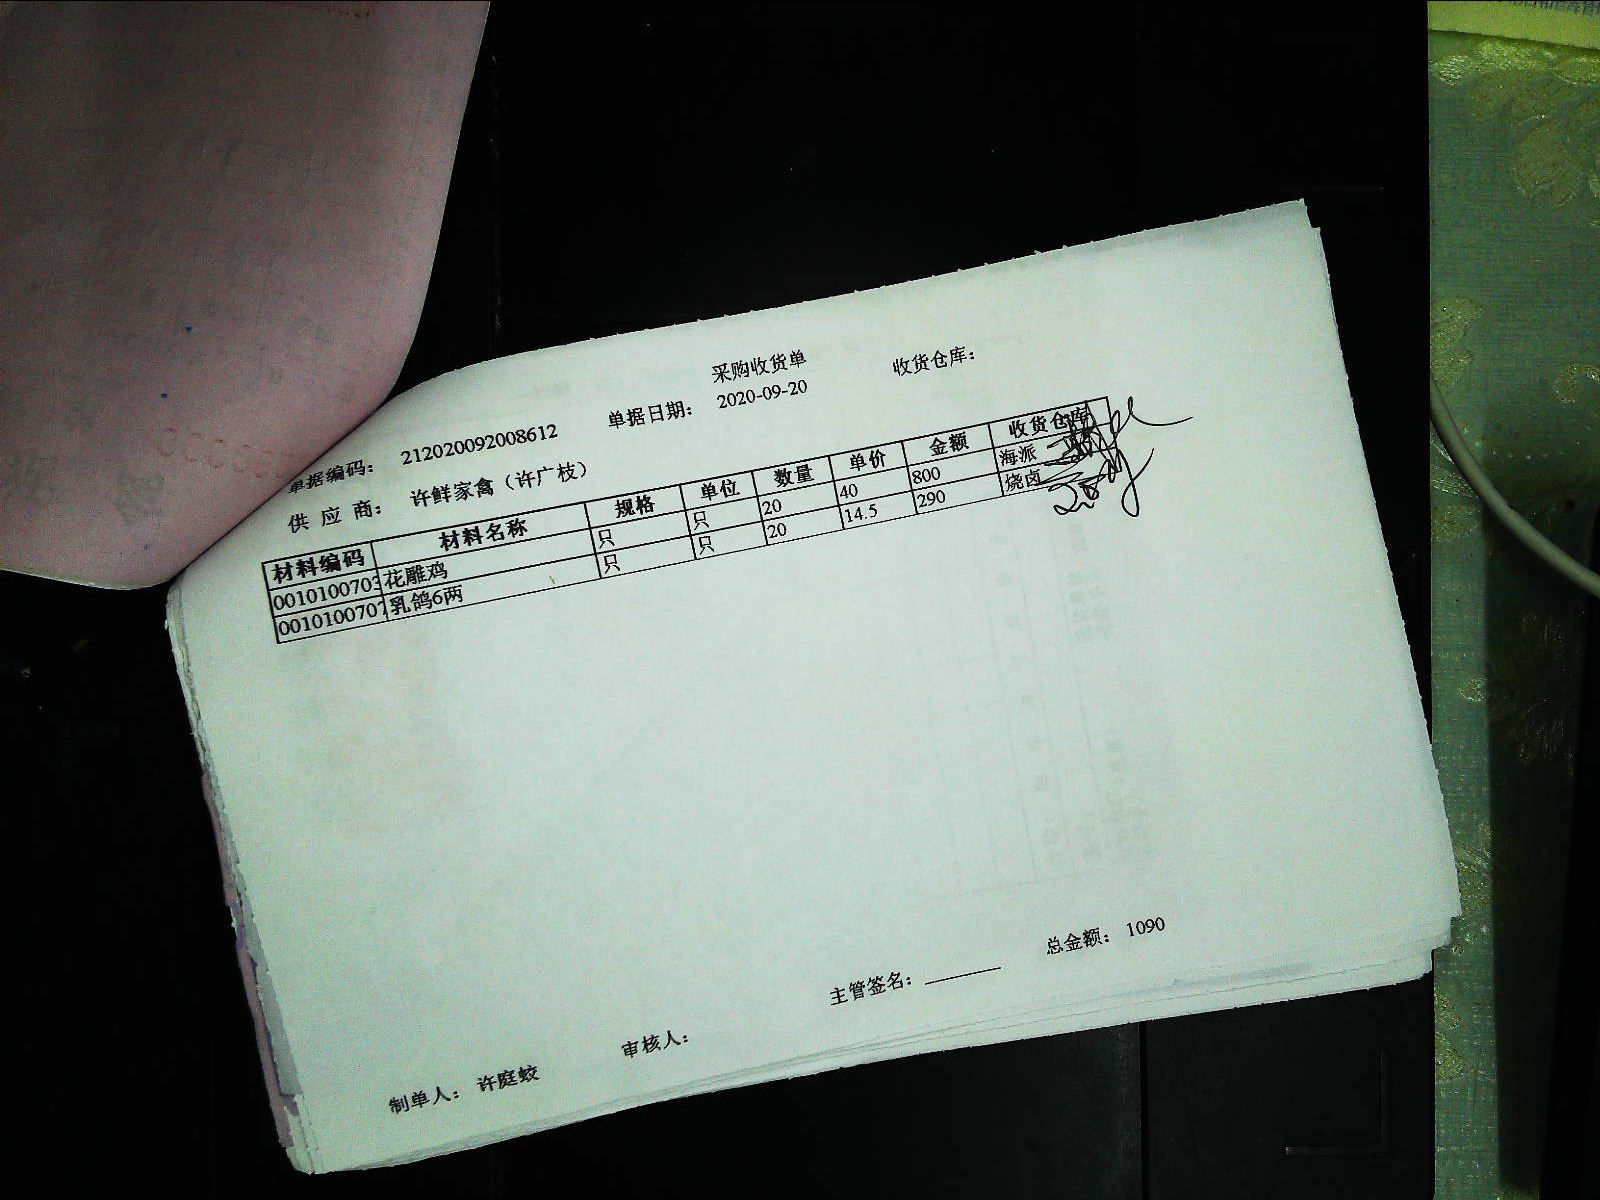 采购收货单
收货仓库：
单据编码： 212020092008612 单据日期： 2020-09-20
供 应 商： 许鲜家禽（许广枝）
材料编码 材料名称 规格 单位 数量 单价 金额 收货仓库
0010100703 花雕鸡 只 只 20 40 800 海派
0010100707 乳鸽6两 只 只 20 14.5 290 烧卤
总金额： 1090
主管签名：
审核人：
制单人： 许庭蛟